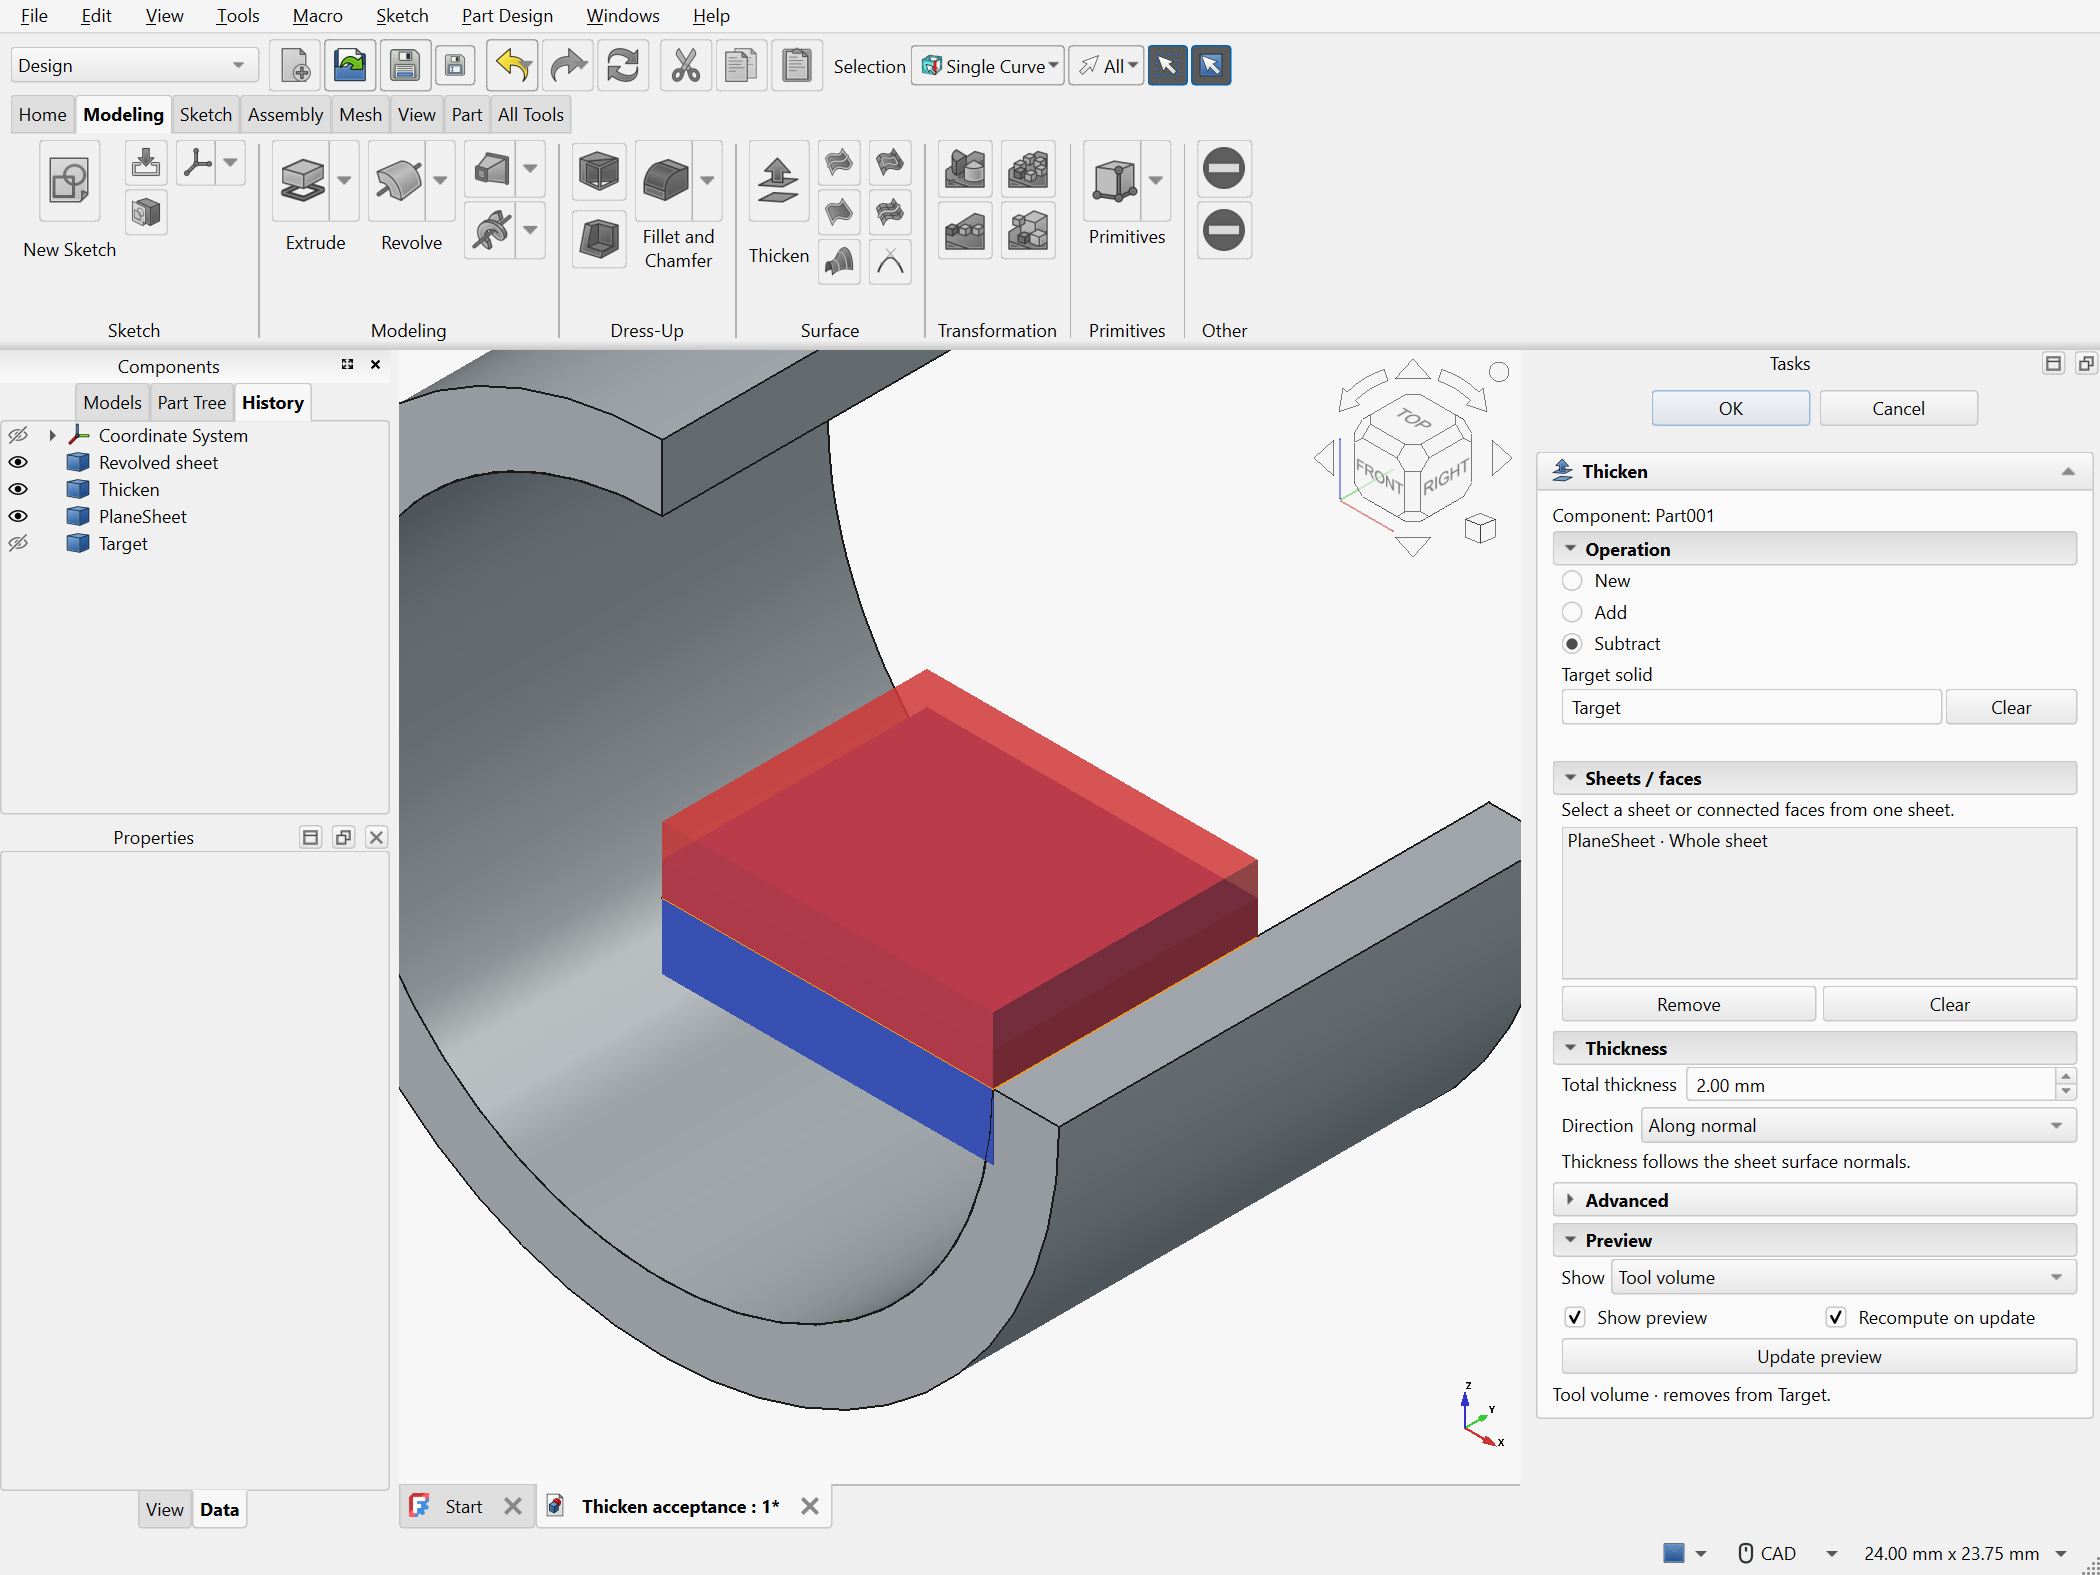 File Edit View Tools Macro Sketch Part Design Windows Help
Design
Selection Single Curve All
Home Modeling Sketch Assembly Mesh View Part All Tools
New Sketch
Extrude
Revolve
Fillet and
Chamfer
Thicken
Primitives
Sketch Modeling Dress-Up Surface Transformation Primitives Other
Components
Models Part Tree History
Coordinate System
Revolved sheet
Thicken
PlaneSheet
Target
Properties
View Data
TOP
FRONT
RIGHT
Z
Y
X
Start
Thicken acceptance : 1*
Tasks
OK Cancel
Thicken
Component: Part001
Operation
New
Add
Subtract
Target solid
Target Clear
Sheets / faces
Select a sheet or connected faces from one sheet.
PlaneSheet · Whole sheet
Remove Clear
Thickness
Total thickness 2.00 mm
Direction Along normal
Thickness follows the sheet surface normals.
Advanced
Preview
Show Tool volume
Show preview Recompute on update
Update preview
Tool volume · removes from Target.
CAD 24.00 mm x 23.75 mm